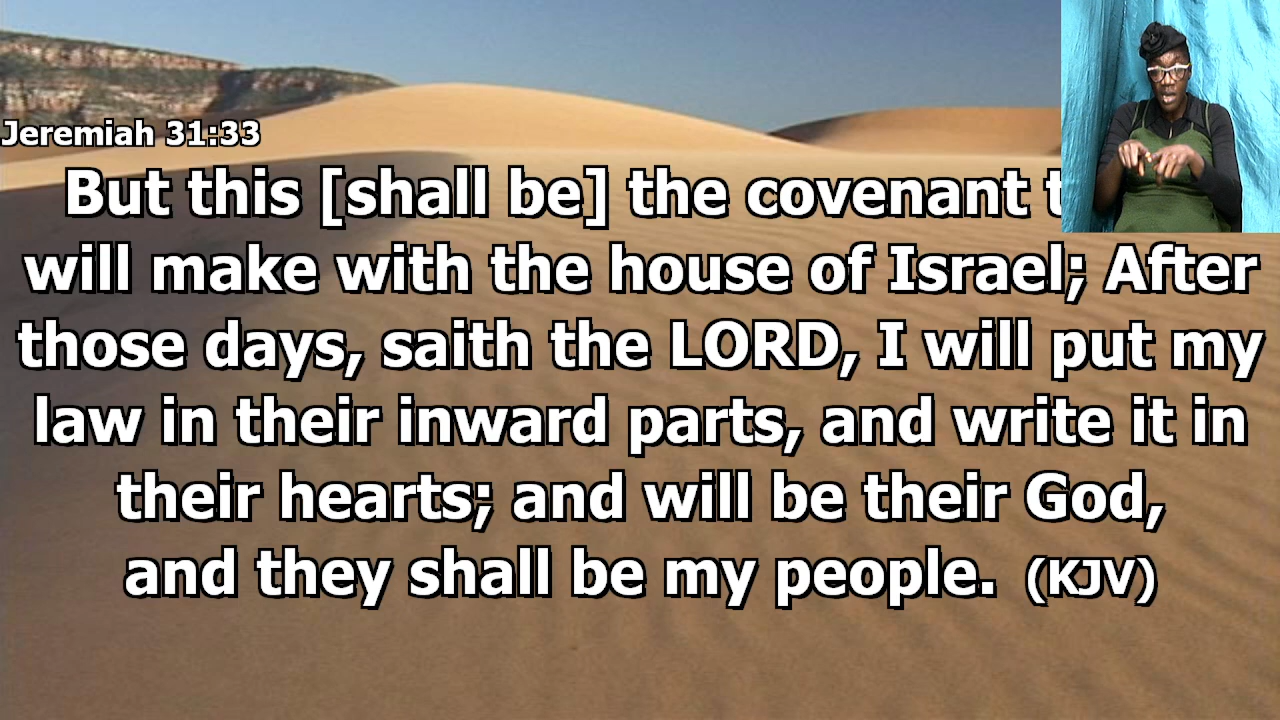 Jeremiah 31:33
But this [shall be] the covenant
will make with the house of Israel; After
those days, saith the LORD, I will put my
law in their inward parts, and write it in
their hearts; and will be their God,
and they shall be my people. (KJV)